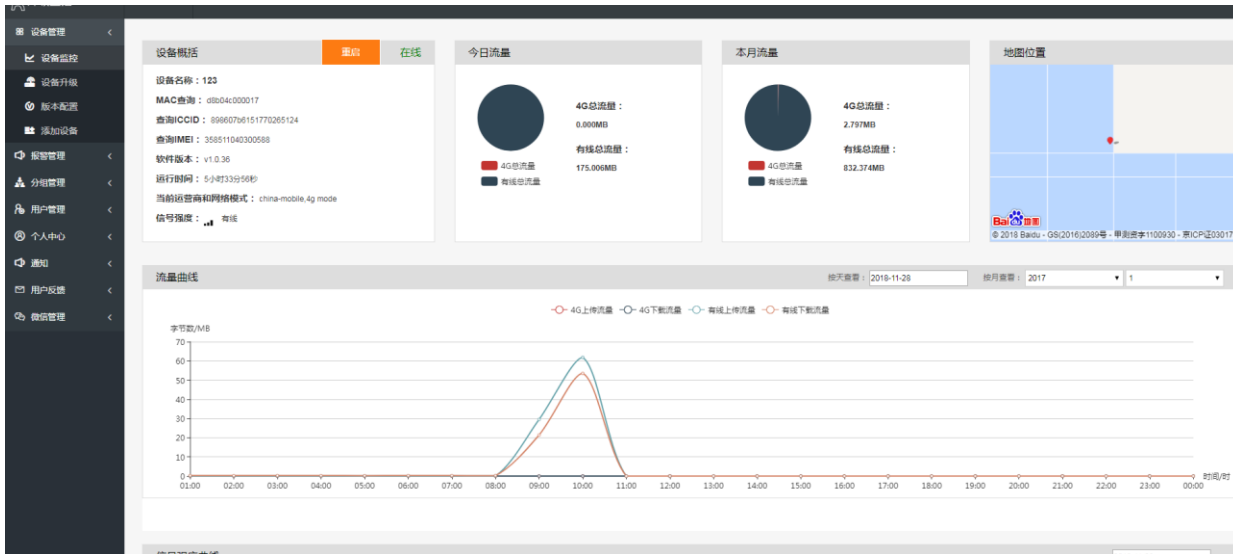 设备管理
设备监控
设备升级
版本配置
添加设备
报警管理
分组管理
用户管理
个人中心
通知
用户反馈
微信管理
设备概括 重启 在线
设备名称：123
MAC查询： d8b04c000017
查询ICCID： 898607b6151770265124
查询IMEI： 358511040300588
软件版本： v1.0.36
运行时间： 5小时33分56秒
当前运营商和网络模式： china-mobile,4g mode
信号强度： 有线
今日流量
4G总流量：
0.000MB
有线总流量：
175.006MB
4G总流量
有线总流量
本月流量
4G总流量：
2.797MB
有线总流量：
832.374MB
4G总流量
有线总流量
地图位置
Bai 地图
© 2018 Baidu - GS(2016)2089号 - 甲测资字1100930 - 京ICP证03017
流量曲线 按天查看： 2018-11-28 按月查看： 2017 1
4G上传流量 4G下载流量 有线上传流量 有线下载流量
字节数/MB
70
60
50
40
30
20
10
0
01:00 02:00 03:00 04:00 05:00 06:00 07:00 08:00 09:00 10:00 11:00 12:00 13:00 14:00 15:00 16:00 17:00 18:00 19:00 20:00 21:00 22:00 23:00 00:00 时间/时